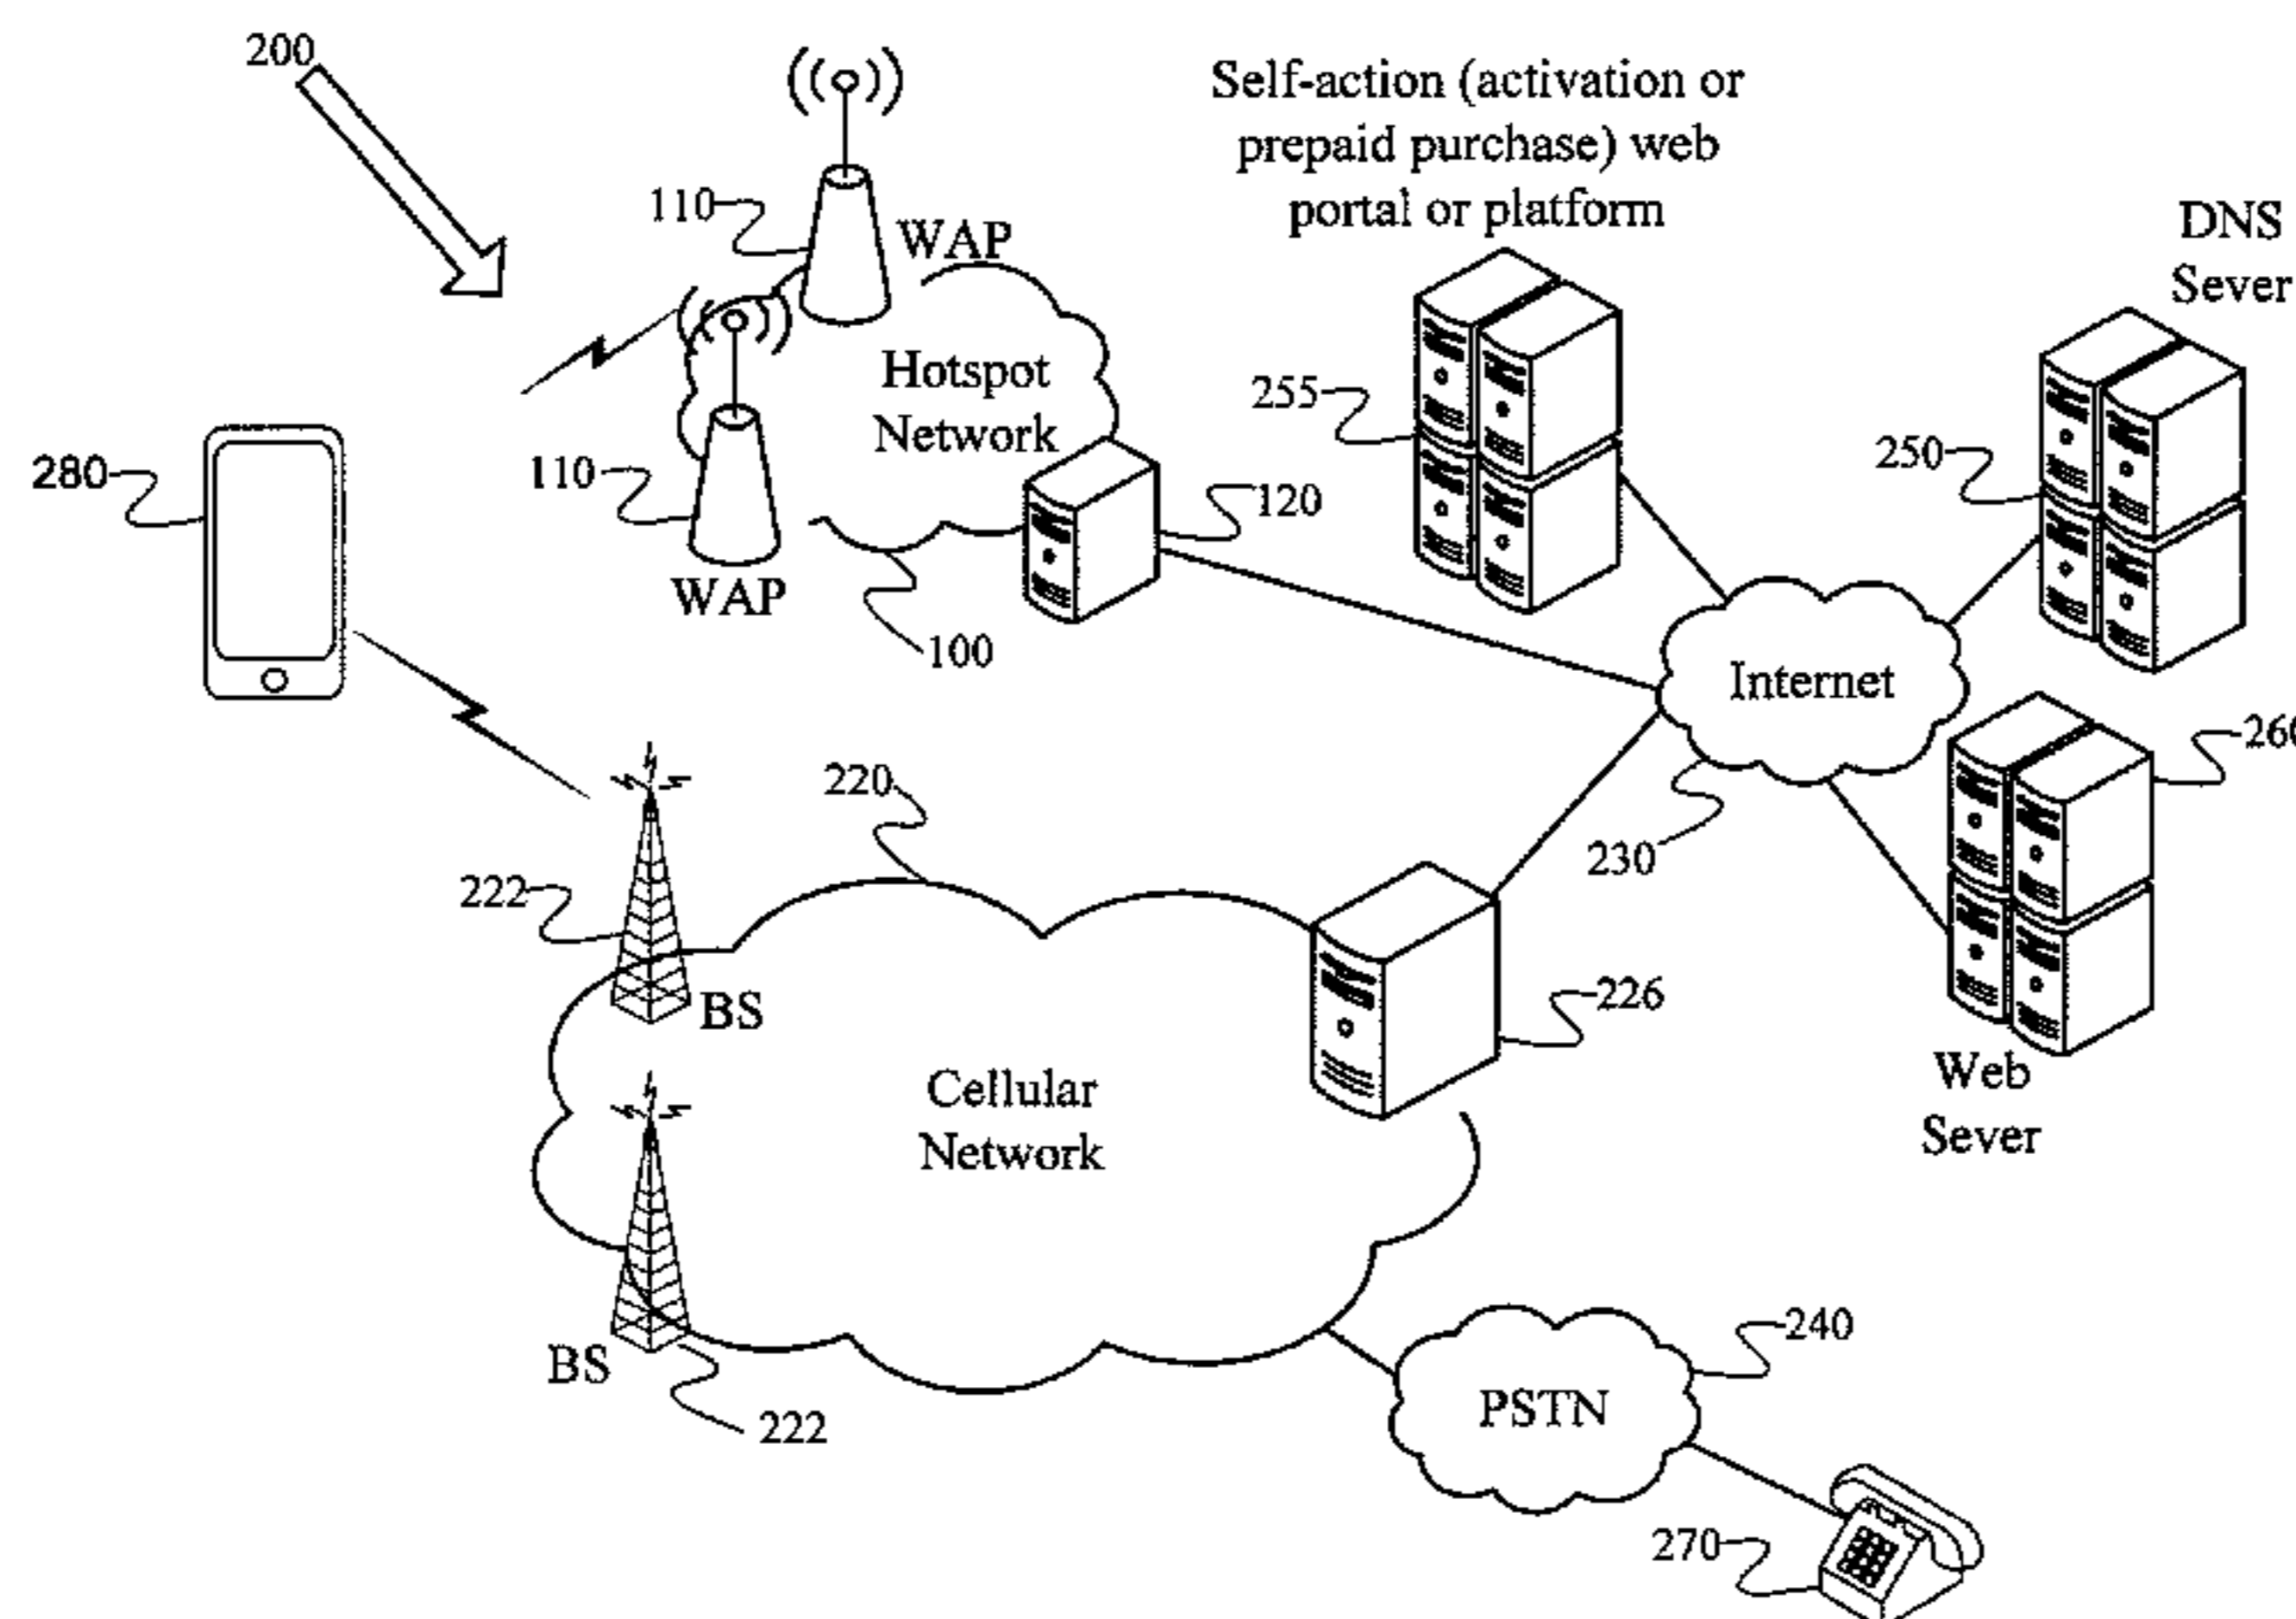 200
Self-action (activation or
prepaid purchase) web
portal or platform
DNS
Sever
110
WAP
Hotspot
Network
255
250
280
110
120
WAP
100
Internet
260
220
230
222
226
BS
Cellular
Network
Web
Sever
240
BS
PSTN
222
270